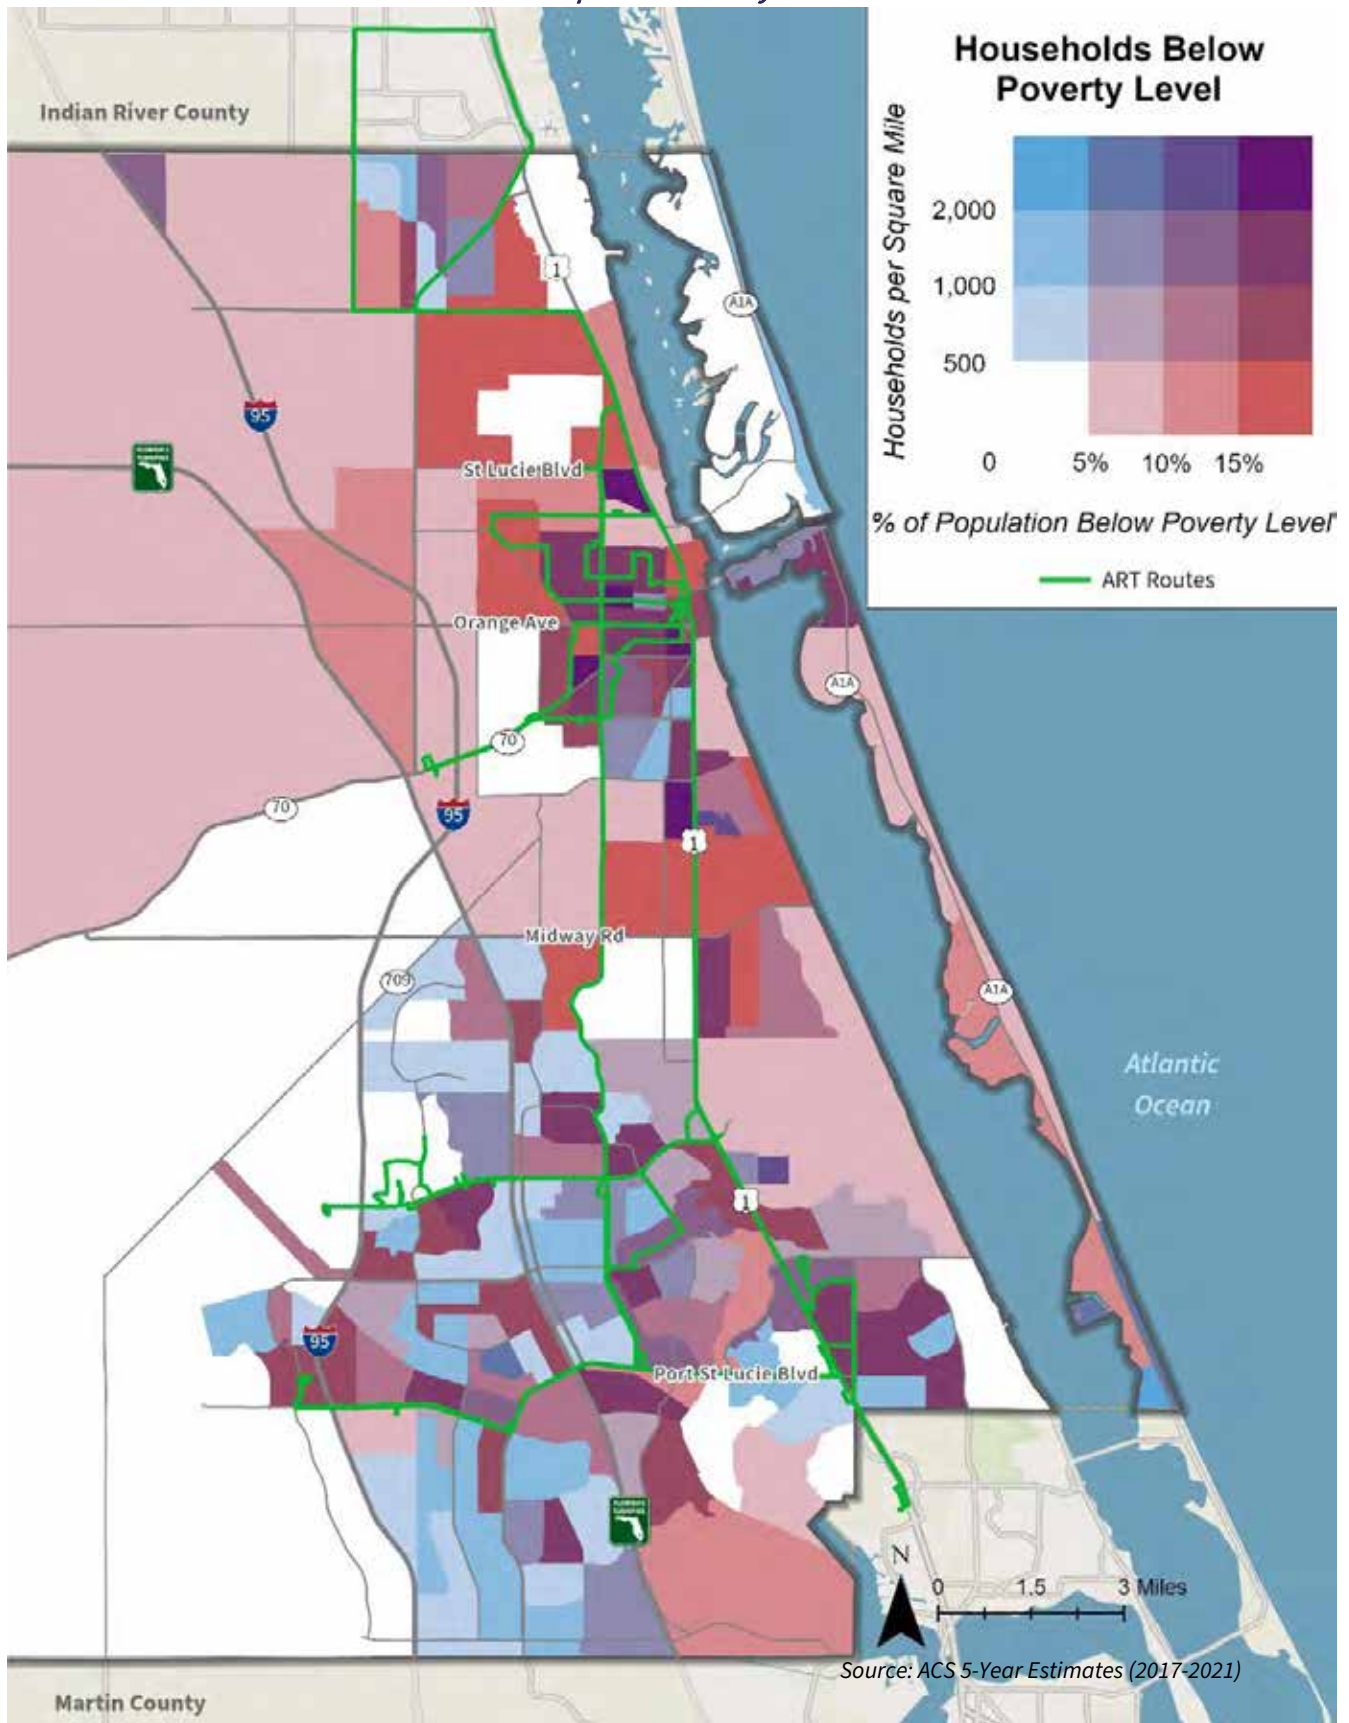 Indian River County
Households Below
Poverty Level
Households per Square Mile
2,000
1,000
500
0
5%
10%
15%
% of Population Below Poverty Level*
ART Routes
1
A1A
95
St Lucie Blvd
Orange Ave
A1A
70
70
95
1
Midway Rd
709
A1A
Atlantic
Ocean
1
95
Port St Lucie Blvd
N
0
1.5
3 Miles
Source: ACS 5-Year Estimates (2017-2021)
Martin County